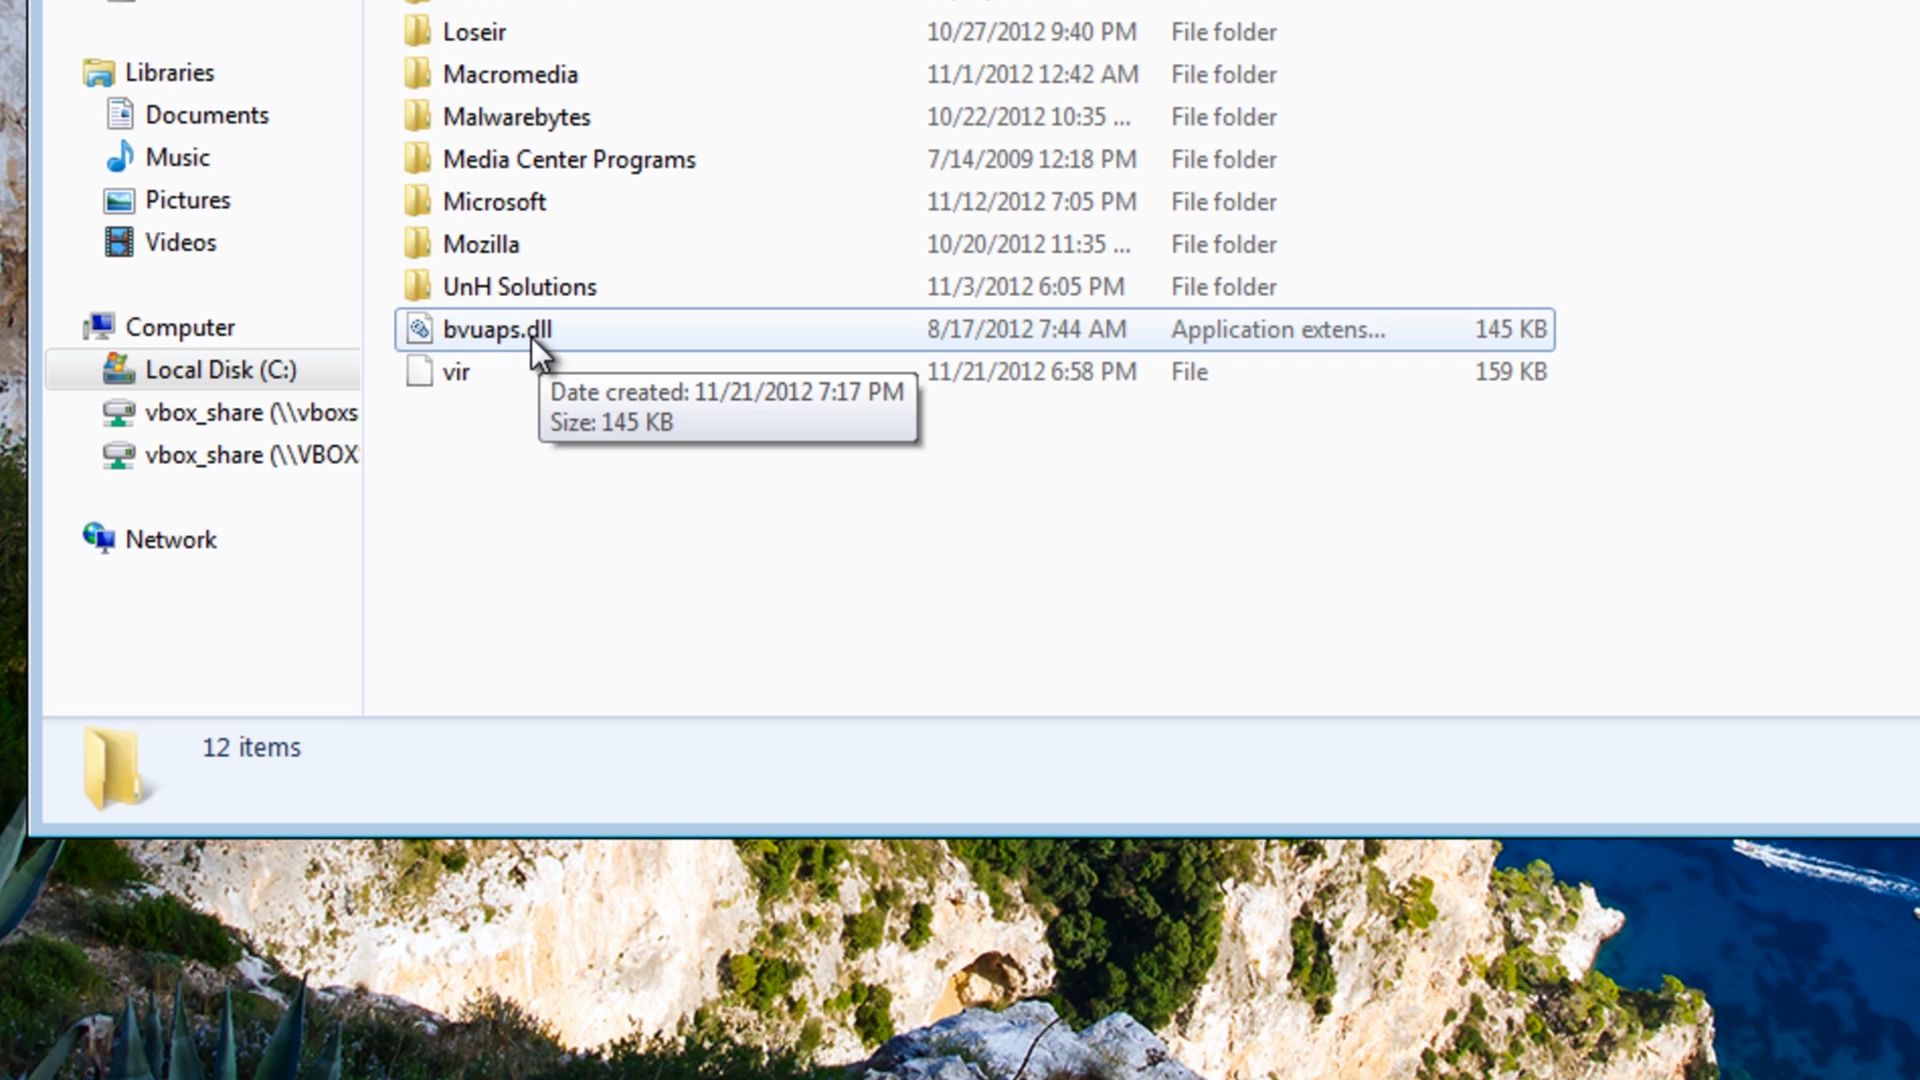 Loseir 10/27/2012 9:40 PM File folder
Libraries
Macromedia 11/1/2012 12:42 AM File folder
Documents
Malwarebytes 10/22/2012 10:35 ... File folder
Music
Media Center Programs 7/14/2009 12:18 PM File folder
Pictures
Microsoft 11/12/2012 7:05 PM File folder
Videos
Mozilla 10/20/2012 11:35 ... File folder
UnH Solutions 11/3/2012 6:05 PM File folder
Computer
bvuaps.dll 8/17/2012 7:44 AM Application extens... 145 KB
Local Disk (C:)
vir 11/21/2012 6:58 PM File 159 KB
Date created: 11/21/2012 7:17 PM
Size: 145 KB
vbox_share (\\vboxs
vbox_share (\\VBOX
Network
12 items